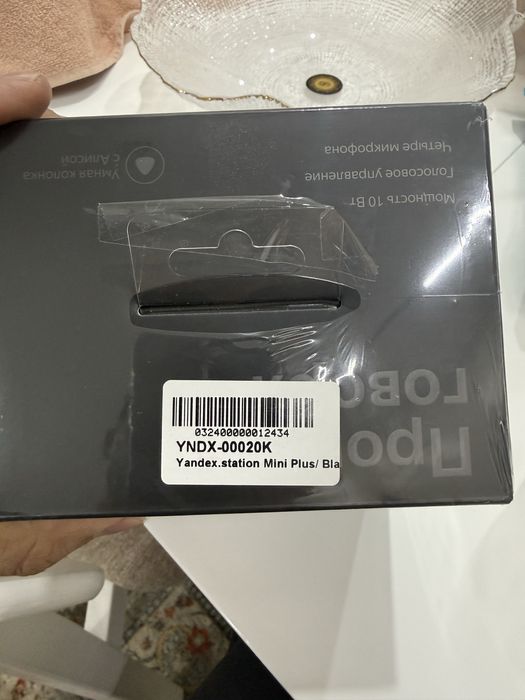 Мощность 10 Вт
Голосовое управление
Четыре микрофона
Умная колонка
с Алисой
032400000012434
YNDX-00020K
Yandex.station Mini Plus/ Bla